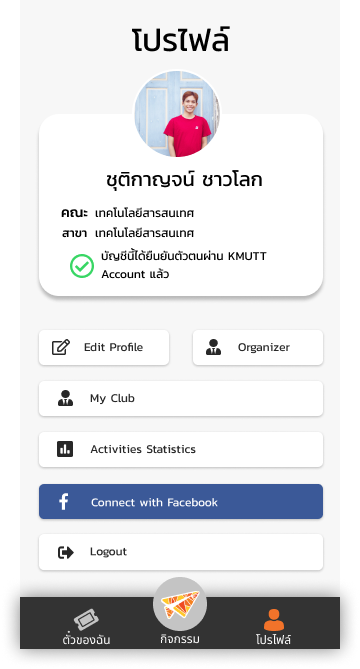 โปรไฟล์
ชุติกาญจน์ ชาวโลก
คณะ เทคโนโลยีสารสนเทศ
สาขา เทคโนโลยีสารสนเทศ
บัญชีนี้ได้ยืนยันตัวตนผ่าน KMUTT
Account แล้ว
Edit Profile
Organizer
My Club
Activities Statistics
Connect with Facebook
Logout
ตั๋วของฉัน
กิจกรรม
โปรไฟล์